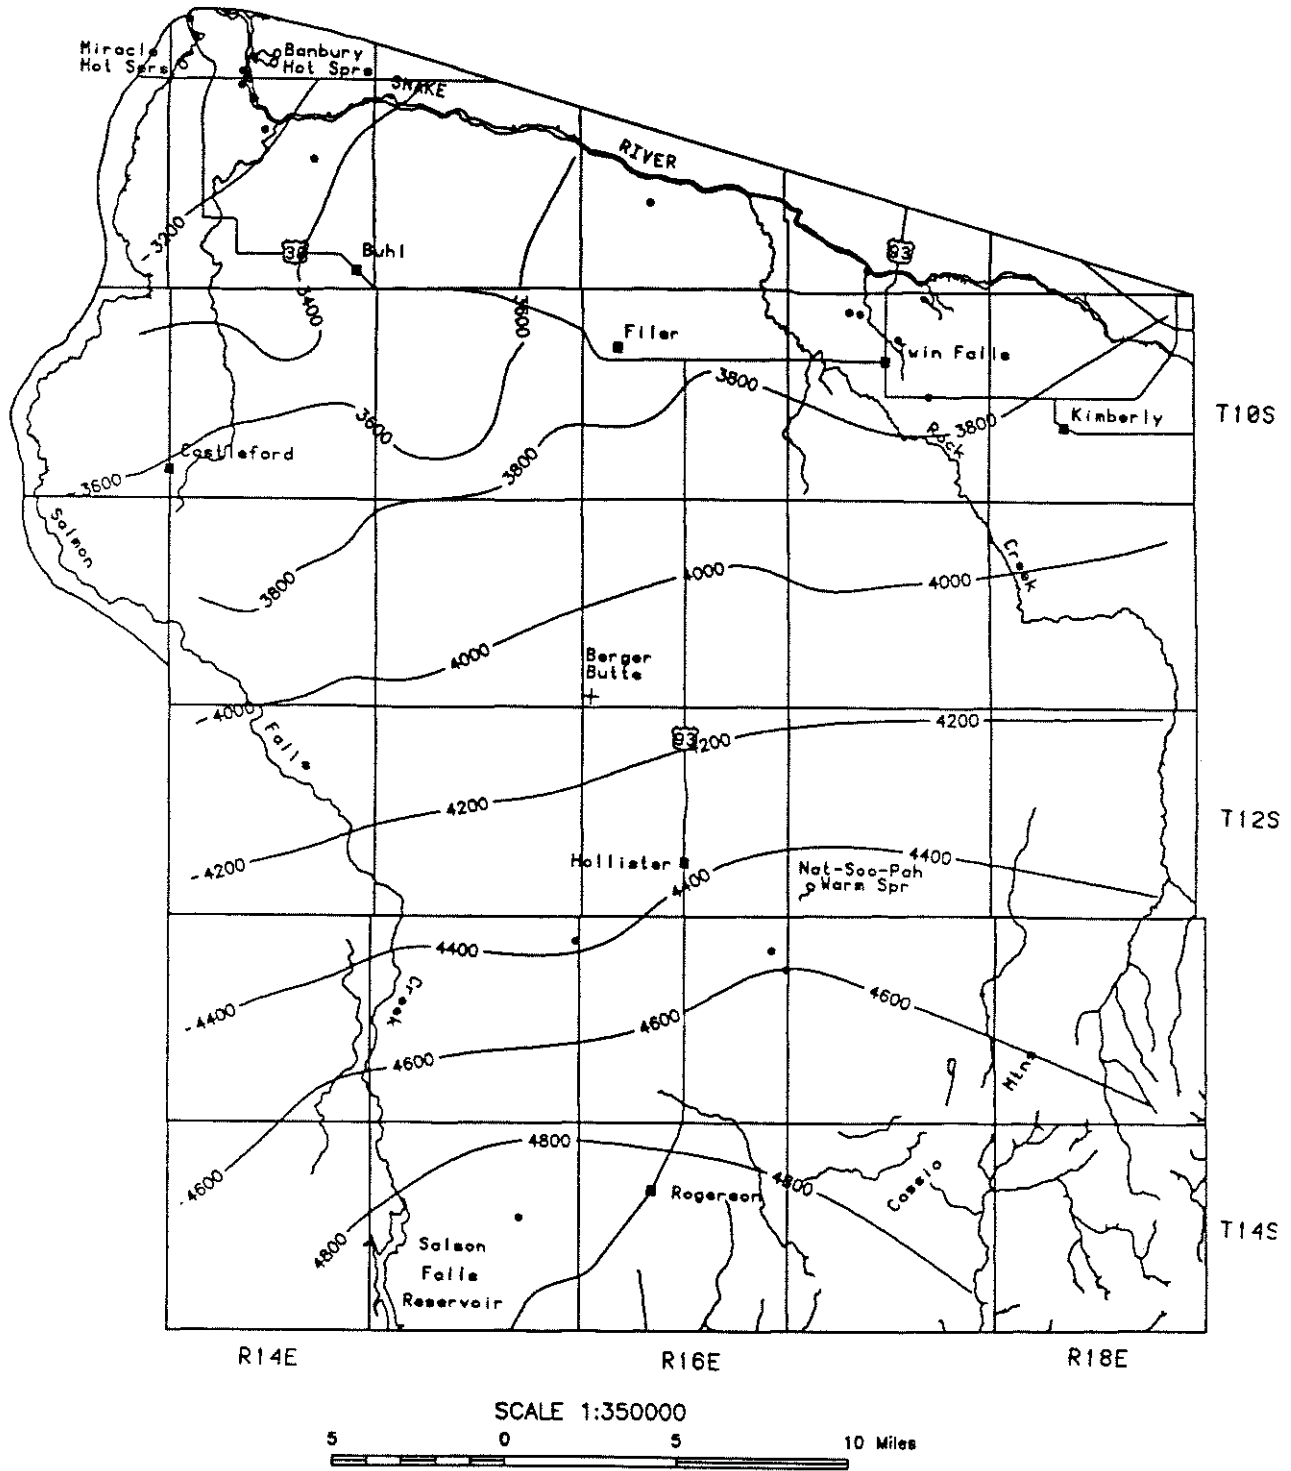 Miracle
Hot Sprs
Banbury
Hot Sprs
SNAKE
RIVER
3200
30
Buhl
93
3400
3600
Filer
Twin Falls
3800
Kimberly
T10S
3600
3800
3800
Rock
Castleford
3600
Salmon
3800
Creek
4000
4000
4000
Berger
Butte
4000
Falls
93
4200
4200
4200
T12S
4200
Hollister
4400
4400
Nat-Soo-Pah
Warm Spr
4400
4400
Creek
4600
4600
4600
Mtns
4800
4600
4800
Cassia
Rogerson
4800
Salmon
Falls
Reservoir
T14S
R14E
R16E
R18E
SCALE 1:350000
5
0
5
10 Miles